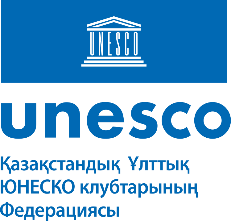 UNESCO
unesco
Қазақстандық Ұлттық
ЮНЕСКО клубтарының
Федерациясы